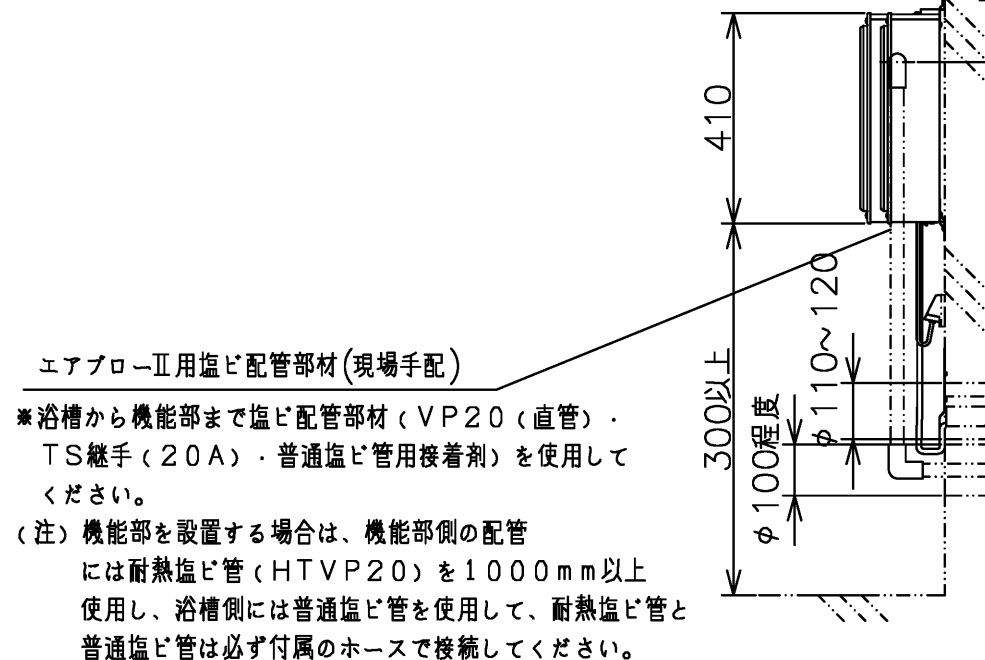 410
300以上
φ110~120
φ100程度
エアブローⅡ用塩ビ配管部材(現場手配)
※浴槽から機能部まで塩ビ配管部材(VP20(直管)・
TS継手(20A)・普通塩ビ管用接着剤)を使用して
ください。
(注)機能部を設置する場合は、機能部側の配管
には耐熱塩ビ管(HTVP20)を1000mm以上
使用し、浴槽側には普通塩ビ管を使用して、耐熱塩ビ管と
普通塩ビ管は必ず付属のホースで接続してください。